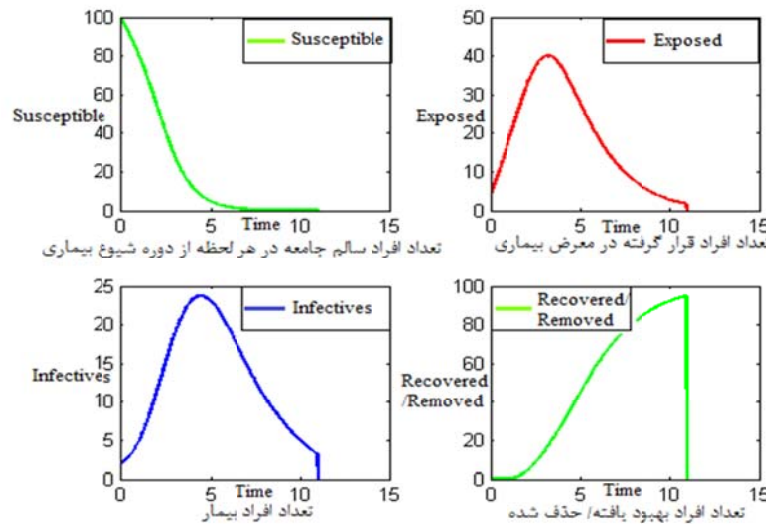 100
80
60
40
20
0
Susceptible
Susceptible
0
5
10
15
Time
تعداد افراد سالم جامعه در هر لحظه از دوره شیوع بیماری
50
40
30
20
10
0
Exposed
Exposed
0
5
10
15
Time
تعداد افراد قرار گرفته در معرض بیماری
25
20
15
10
5
0
Infectives
Infectives
0
5
10
15
Time
تعداد افراد بیمار
100
80
60
40
20
0
Recovered/
Removed
Recovered
/Removed
0
5
10
15
Time
تعداد افراد بهبود یافته/ حذف شده